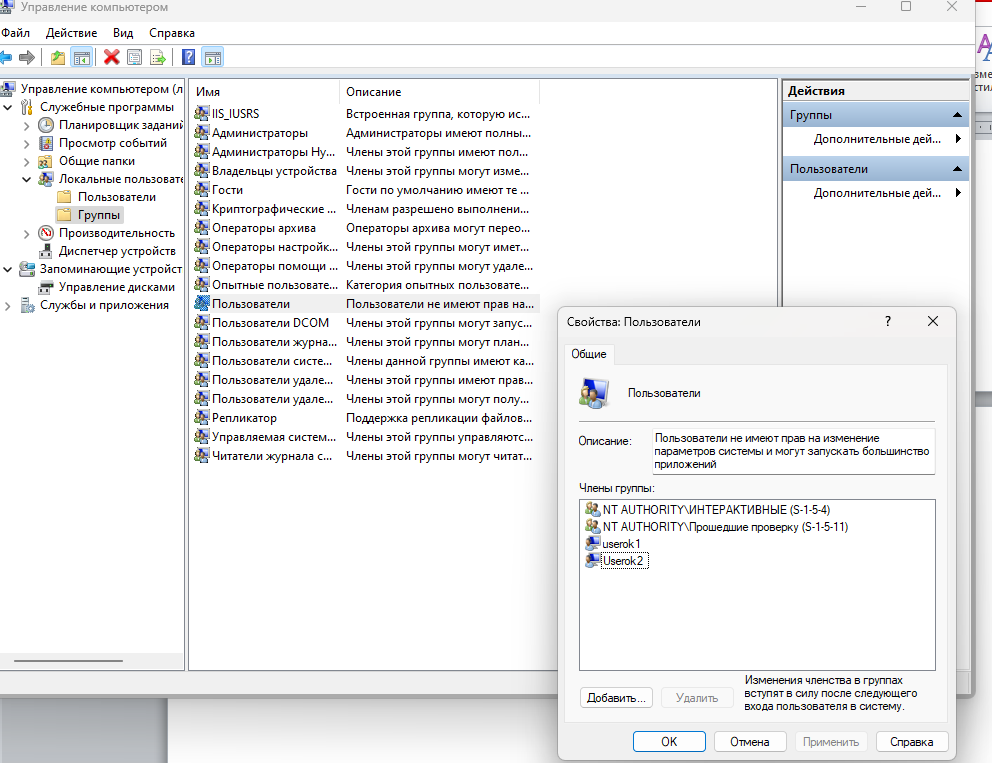 Управление компьютером
Файл Действие Вид Справка
Управление компьютером (л
Служебные программы
Планировщик заданий
Просмотр событий
Общие папки
Локальные пользовате
Пользователи
Группы
Производительность
Диспетчер устройств
Запоминающие устройст
Управление дисками
Службы и приложения
Имя Описание
IIS_IUSRS Встроенная группа, которую ис...
Администраторы Администраторы имеют полны...
Администраторы Hy... Члены этой группы имеют пол...
Владельцы устройства Члены этой группы могут изме...
Гости Гости по умолчанию имеют те ...
Криптографические ... Членам разрешено выполнени...
Операторы архива Операторы архива могут перео...
Операторы настройк... Члены этой группы могут имет...
Операторы помощи ... Члены этой группы могут удале...
Опытные пользовате... Категория опытных пользовате...
Пользователи Пользователи не имеют прав на...
Пользователи DCOM Члены этой группы могут запус...
Пользователи журна... Члены этой группы могут план...
Пользователи систе... Члены данной группы имеют ка...
Пользователи удале... Члены этой группы имеют прав...
Пользователи удале... Члены этой группы могут полу...
Репликатор Поддержка репликации файлов...
Управляемая систем... Члены этой группы управляютс...
Читатели журнала с... Члены этой группы могут читат...
Действия
Группы
Дополнительные дей...
Пользователи
Дополнительные дей...
Свойства: Пользователи
Общие
Пользователи
Описание:
Пользователи не имеют прав на изменение
параметров системы и могут запускать большинство
приложений
Члены группы:
NT AUTHORITY\ИНТЕРАКТИВНЫЕ (S-1-5-4)
NT AUTHORITY\Прошедшие проверку (S-1-5-11)
userok1
Userok2
Добавить... Удалить
Изменения членства в группах
вступят в силу после следующего
входа пользователя в систему.
OK Отмена Применить Справка